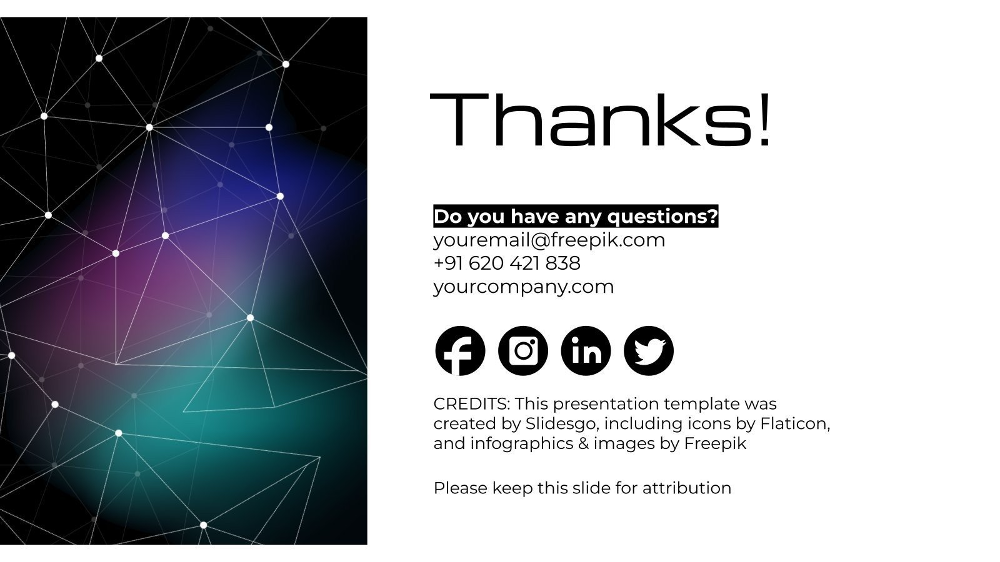 Thanks!
Do you have any questions?
youremail@freepik.com
+91 620 421 838
yourcompany.com
CREDITS: This presentation template was
created by Slidesgo, including icons by Flaticon,
and infographics & images by Freepik
Please keep this slide for attribution